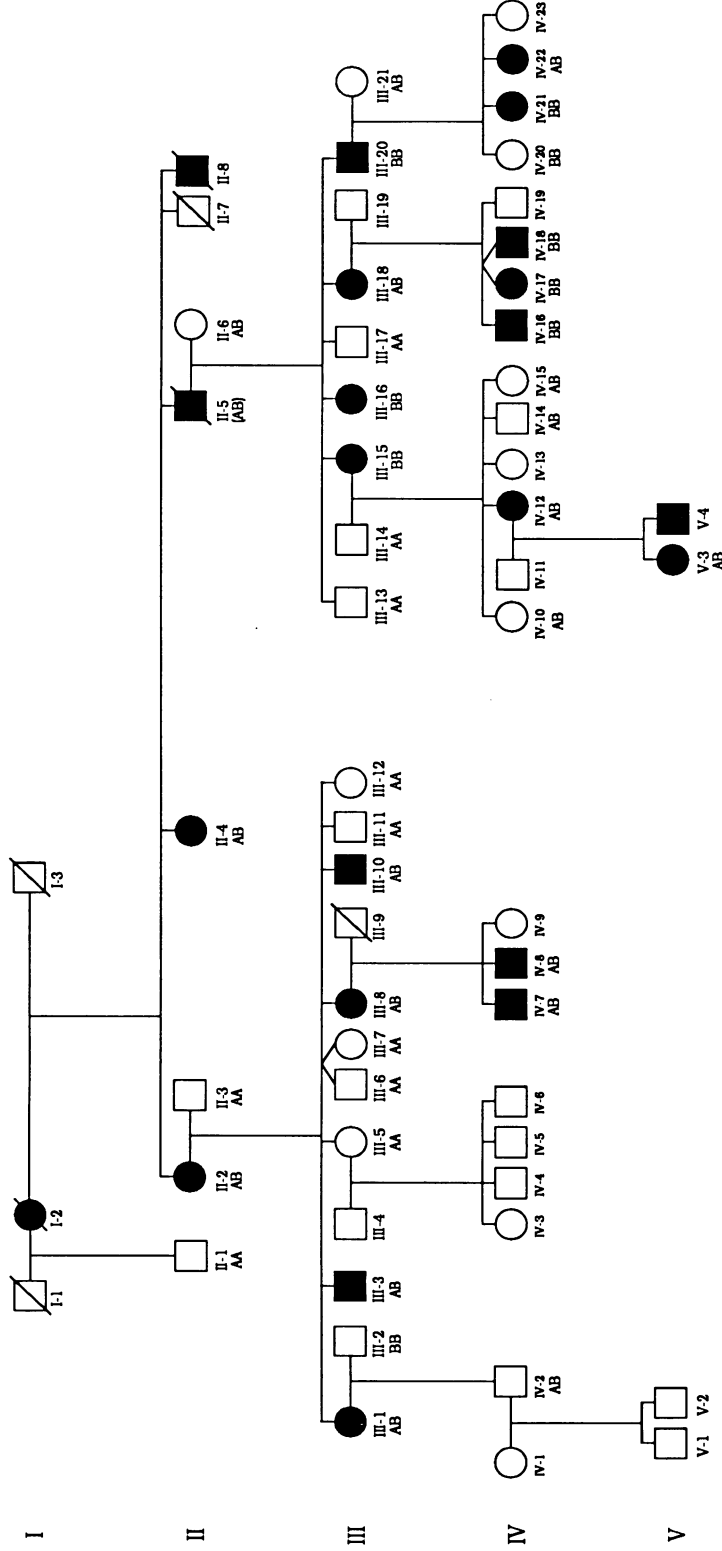 I
I-1
I-2
I-3
II
II-1
AA
II-2
AB
II-3
AA
II-4
AB
II-5
(AB)
II-6
AB
II-7
II-8
III
III-1
AB
III-2
BB
III-3
AB
III-4
III-5
AA
III-6
AA
III-7
AA
III-8
AB
III-9
III-10
AB
III-11
AA
III-12
AA
III-13
AA
III-14
AA
III-15
BB
III-16
BB
III-17
AA
III-18
AB
III-19
III-20
BB
III-21
AB
IV
IV-1
IV-2
AB
IV-3
IV-4
IV-5
IV-6
IV-7
AB
IV-8
AB
IV-9
IV-10
AB
IV-11
IV-12
AB
IV-13
IV-14
AB
IV-15
AB
IV-16
BB
IV-17
BB
IV-18
BB
IV-19
IV-20
BB
IV-21
BB
IV-22
AB
IV-23
V
V-1
V-2
V-3
AB
V-4